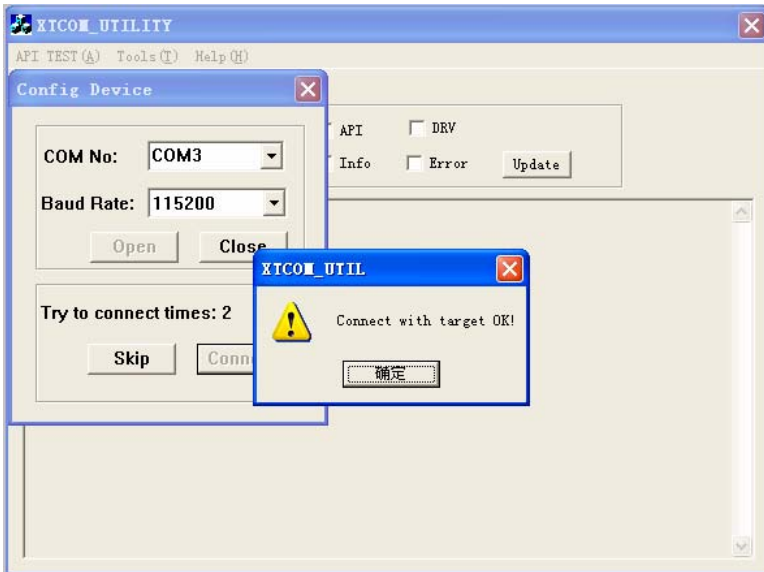 XTCOM_UTILITY
API TEST(A) Tools(T) Help(H)
Config Device
API DRV
COM No: COM3
Info Error Update
Baud Rate: 115200
Open Close
XTCOM_UTIL
Try to connect times: 2
Connect with target OK!
Skip Conn
确定